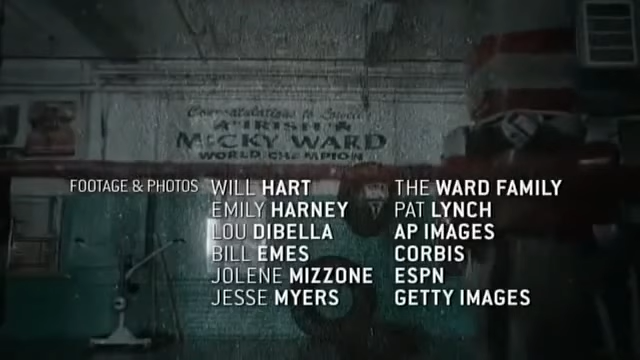 Congratulations to Lowell's
"IRISH"
MICKY WARD
WORLD CHAMPION
FOOTAGE & PHOTOS
WILL HART
EMILY HARNEY
LOU DIBELLA
BILL EMES
JOLENE MIZZONE
JESSE MYERS
THE WARD FAMILY
PAT LYNCH
AP IMAGES
CORBIS
ESPN
GETTY IMAGES